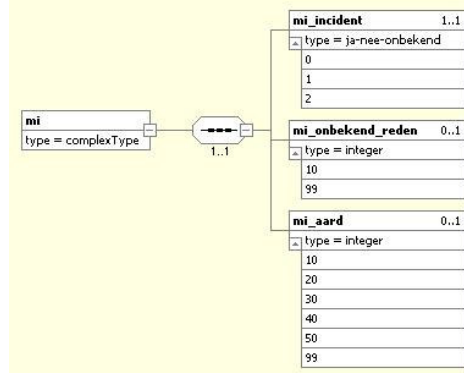 mi
type = complexType
1..1
mi_incident 1..1
type = ja-nee-onbekend
0
1
2
mi_onbekend_reden 0..1
type = integer
10
99
mi_aard 0..1
type = integer
10
20
30
40
50
99